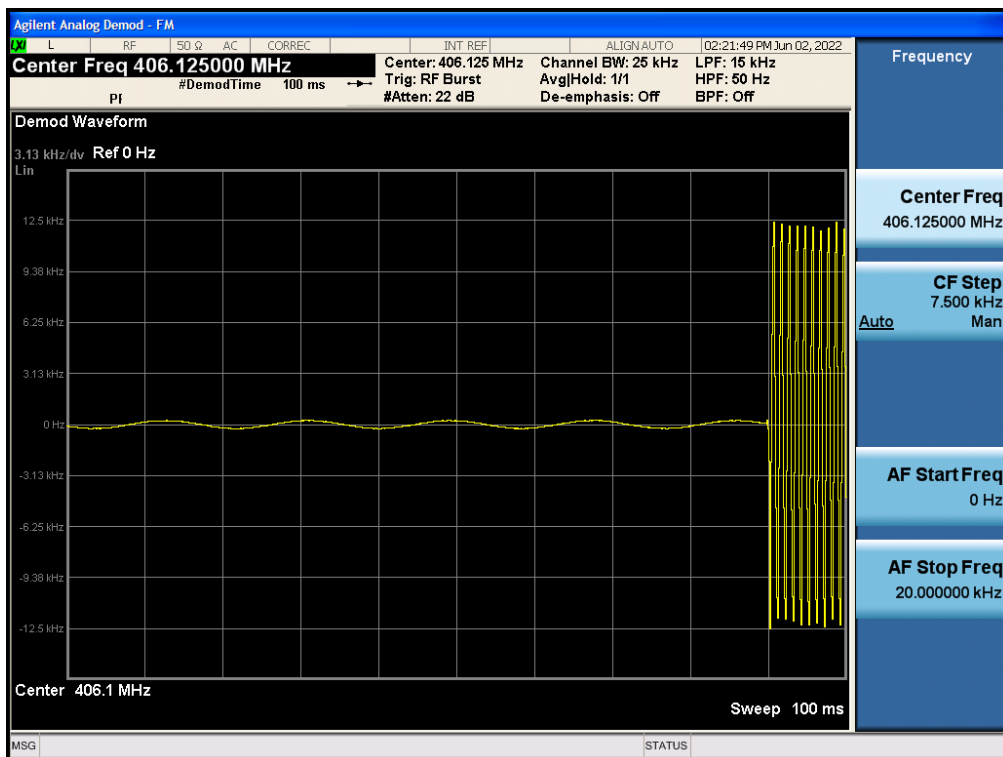 Agilent Analog Demod - FM
LXI L RF 50 Ω AC CORREC INT REF ALIGN AUTO 02:21:49 PM Jun 02, 2022
Center Freq 406.125000 MHz
#DemodTime 100 ms
PF
Center: 406.125 MHz
Trig: RF Burst
#Atten: 22 dB
Channel BW: 25 kHz
Avg|Hold: 1/1
De-emphasis: Off
LPF: 15 kHz
HPF: 50 Hz
BPF: Off
Demod Waveform
3.13 kHz/dv Ref 0 Hz
Lin
12.5 kHz
9.38 kHz
6.25 kHz
3.13 kHz
0 Hz
-3.13 kHz
-6.25 kHz
-9.38 kHz
-12.5 kHz
Center 406.1 MHz
Sweep 100 ms
MSG STATUS
Frequency
Center Freq
406.125000 MHz
CF Step
7.500 kHz
Auto Man
AF Start Freq
0 Hz
AF Stop Freq
20.000000 kHz